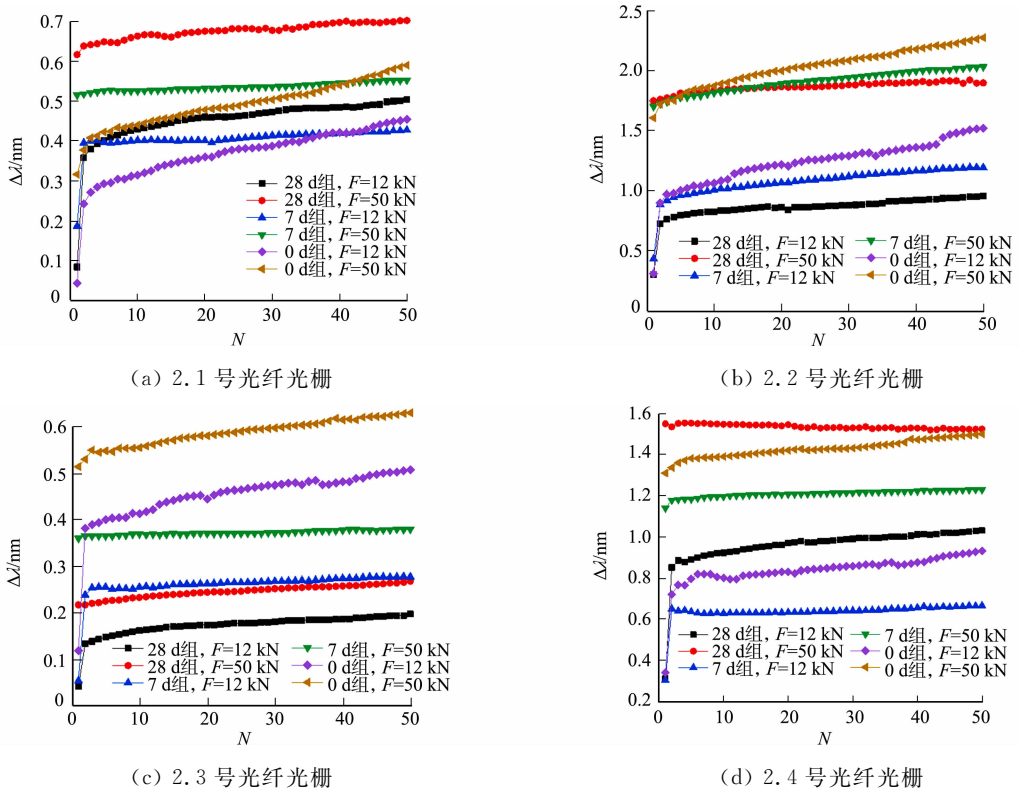 0.7
0.6
0.5
0.4
0.3
0.2
0.1
0
Δλ/nm
28 d组, F=12 kN
28 d组, F=50 kN
7 d组, F=12 kN
7 d组, F=50 kN
0 d组, F=12 kN
0 d组, F=50 kN
0 10 20 30 40 50
N
(a) 2.1 号光纤光栅
2.5
2.0
1.5
1.0
0.5
0
Δλ/nm
28 d组, F=12 kN 7 d组, F=50 kN
28 d组, F=50 kN 0 d组, F=12 kN
7 d组, F=12 kN 0 d组, F=50 kN
0 10 20 30 40 50
N
(b) 2.2 号光纤光栅
0.6
0.5
0.4
0.3
0.2
0.1
0
Δλ/nm
28 d组, F=12 kN 7 d组, F=50 kN
28 d组, F=50 kN 0 d组, F=12 kN
7 d组, F=12 kN 0 d组, F=50 kN
0 10 20 30 40 50
N
(c) 2.3 号光纤光栅
1.6
1.4
1.2
1.0
0.8
0.6
0.4
0.2
Δλ/nm
28 d组, F=12 kN 7 d组, F=50 kN
28 d组, F=50 kN 0 d组, F=12 kN
7 d组, F=12 kN 0 d组, F=50 kN
0 10 20 30 40 50
N
(d) 2.4 号光纤光栅